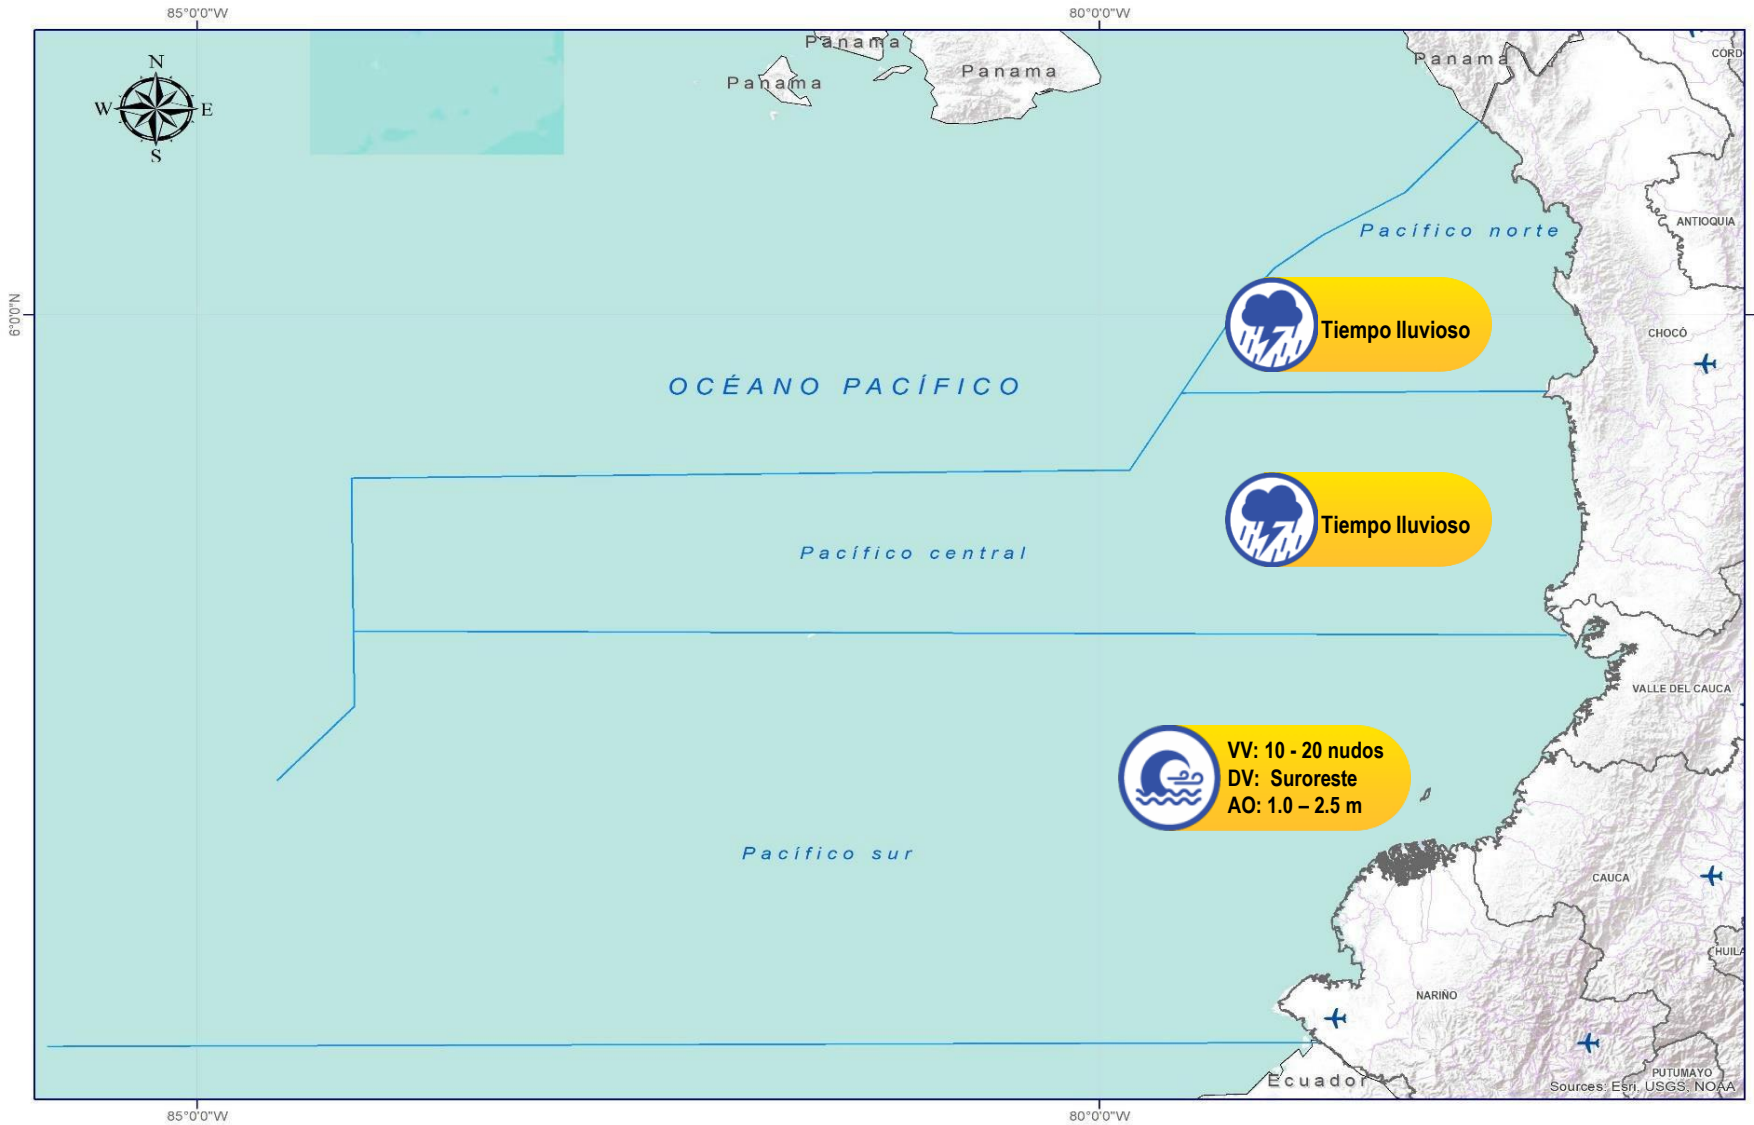 85°0'0"W
80°0'0"W
N
W
E
S
Panama
Panama
Panama
Panamá
CÓRD
Pacífico norte
ANTIOQUIA
6°0'0"N
Tiempo lluvioso
CHOCÓ
OCÉANO PACÍFICO
Tiempo lluvioso
Pacífico central
VALLE DEL CAUCA
VV: 10 - 20 nudos
DV: Suroreste
AO: 1.0 – 2.5 m
Pacífico sur
CAUCA
HUILA
NARIÑO
PUTUMAYO
Ecuador
Sources: Esri, USGS, NOAA
85°0'0"W
80°0'0"W